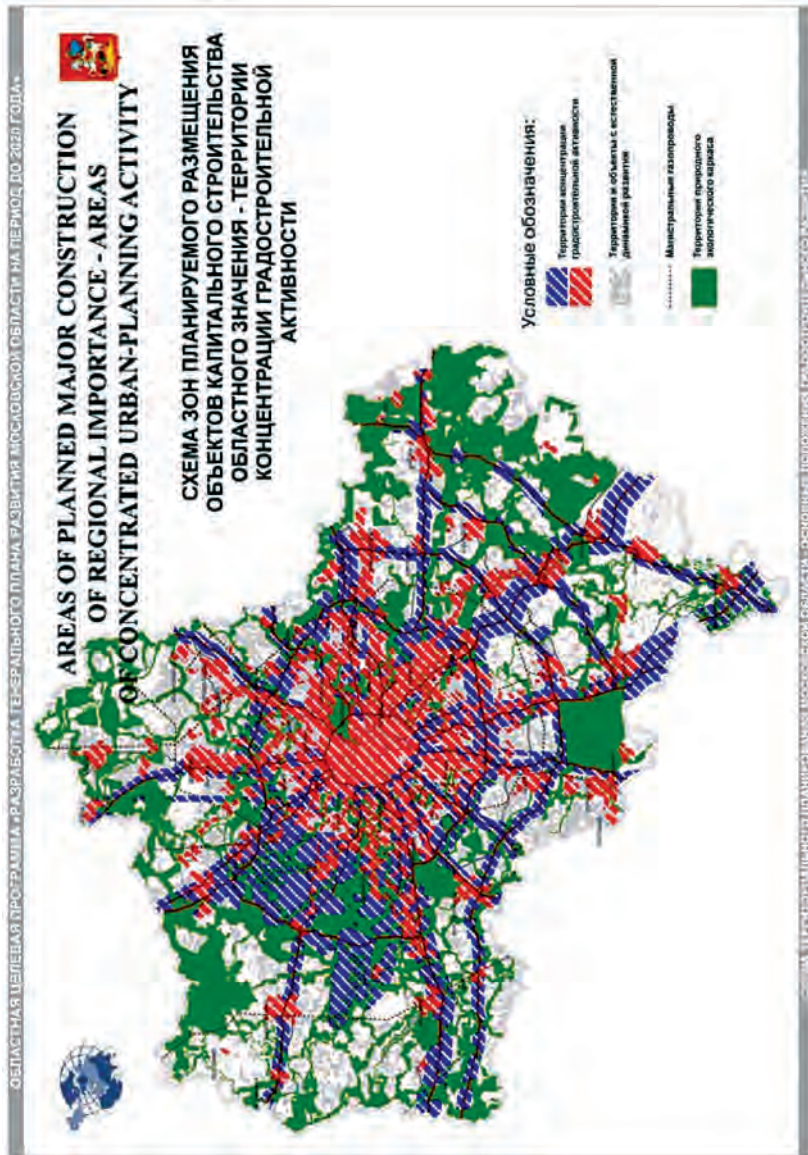 ОБЛАСТНАЯ ЦЕЛЕВАЯ ПРОГРАММА «РАЗРАБОТКА ГЕНЕРАЛЬНОГО ПЛАНА РАЗВИТИЯ МОСКОВСКОЙ ОБЛАСТИ НА ПЕРИОД ДО 2020 ГОДА»
AREAS OF PLANNED MAJOR CONSTRUCTION
OF REGIONAL IMPORTANCE - AREAS
OF CONCENTRATED URBAN-PLANNING ACTIVITY
СХЕМА ЗОН ПЛАНИРУЕМОГО РАЗМЕЩЕНИЯ
ОБЪЕКТОВ КАПИТАЛЬНОГО СТРОИТЕЛЬСТВА
ОБЛАСТНОГО ЗНАЧЕНИЯ - ТЕРРИТОРИИ
КОНЦЕНТРАЦИИ ГРАДОСТРОИТЕЛЬНОЙ
АКТИВНОСТИ
Условные обозначения:
Территории концентрации
градостроительной активности
Территории и объекты с естественной
динамикой развития
Магистральные газопроводы
Территории природного
экологического каркаса